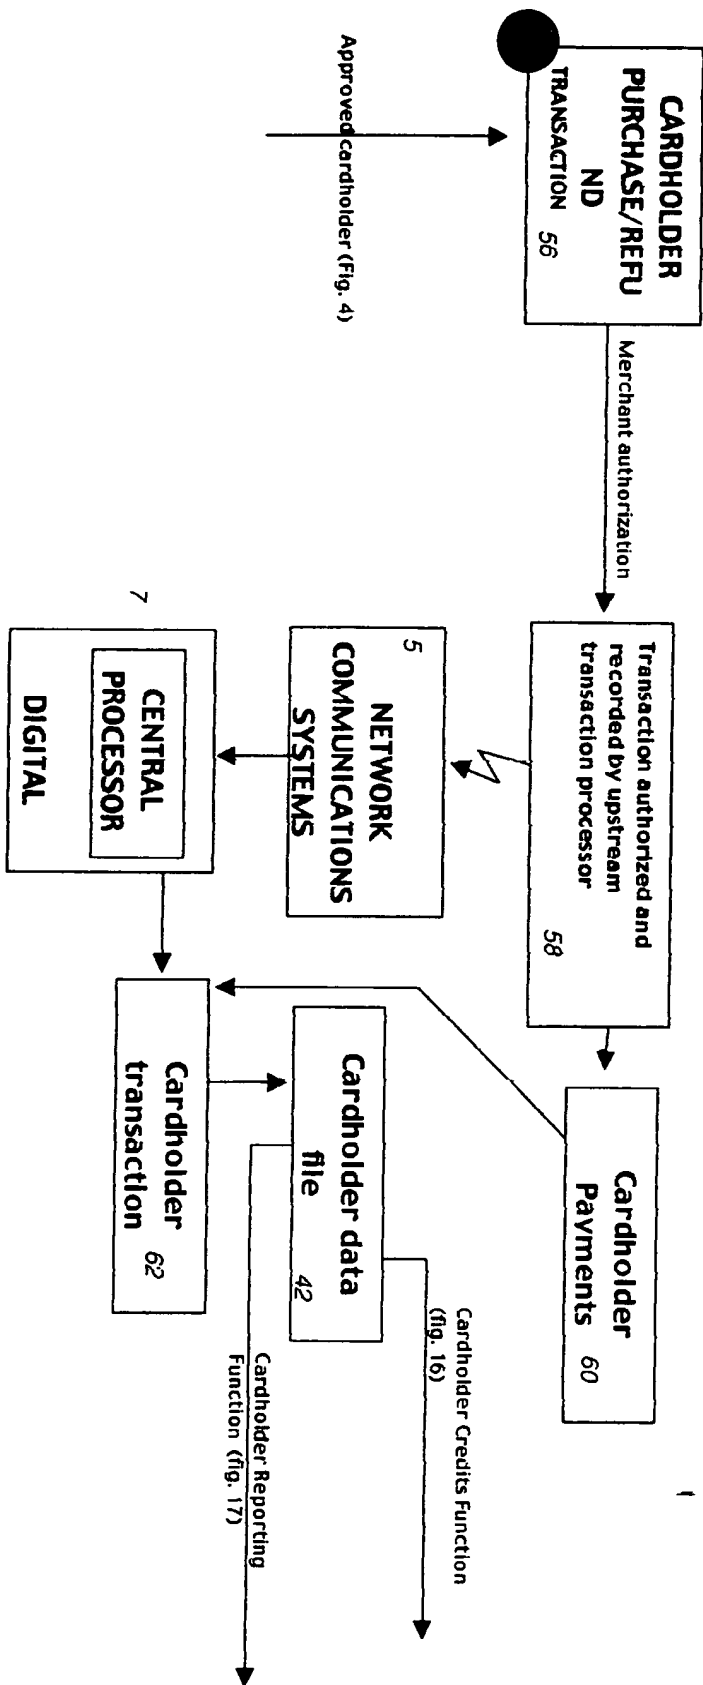 CARDHOLDER
PURCHASE/REFU
ND
TRANSACTION 56
Approved cardholder (Fig. 4)
Merchant authorization
Transaction authorized and
recorded by upstream
transaction processor
58
Cardholder
Payments 60
5
NETWORK
COMMUNICATIONS
SYSTEMS
7
CENTRAL
PROCESSOR
DIGITAL
Cardholder data
file 42
Cardholder
transaction 62
Cardholder Credits Function
(fig. 16)
Cardholder Reporting
Function (fig. 17)